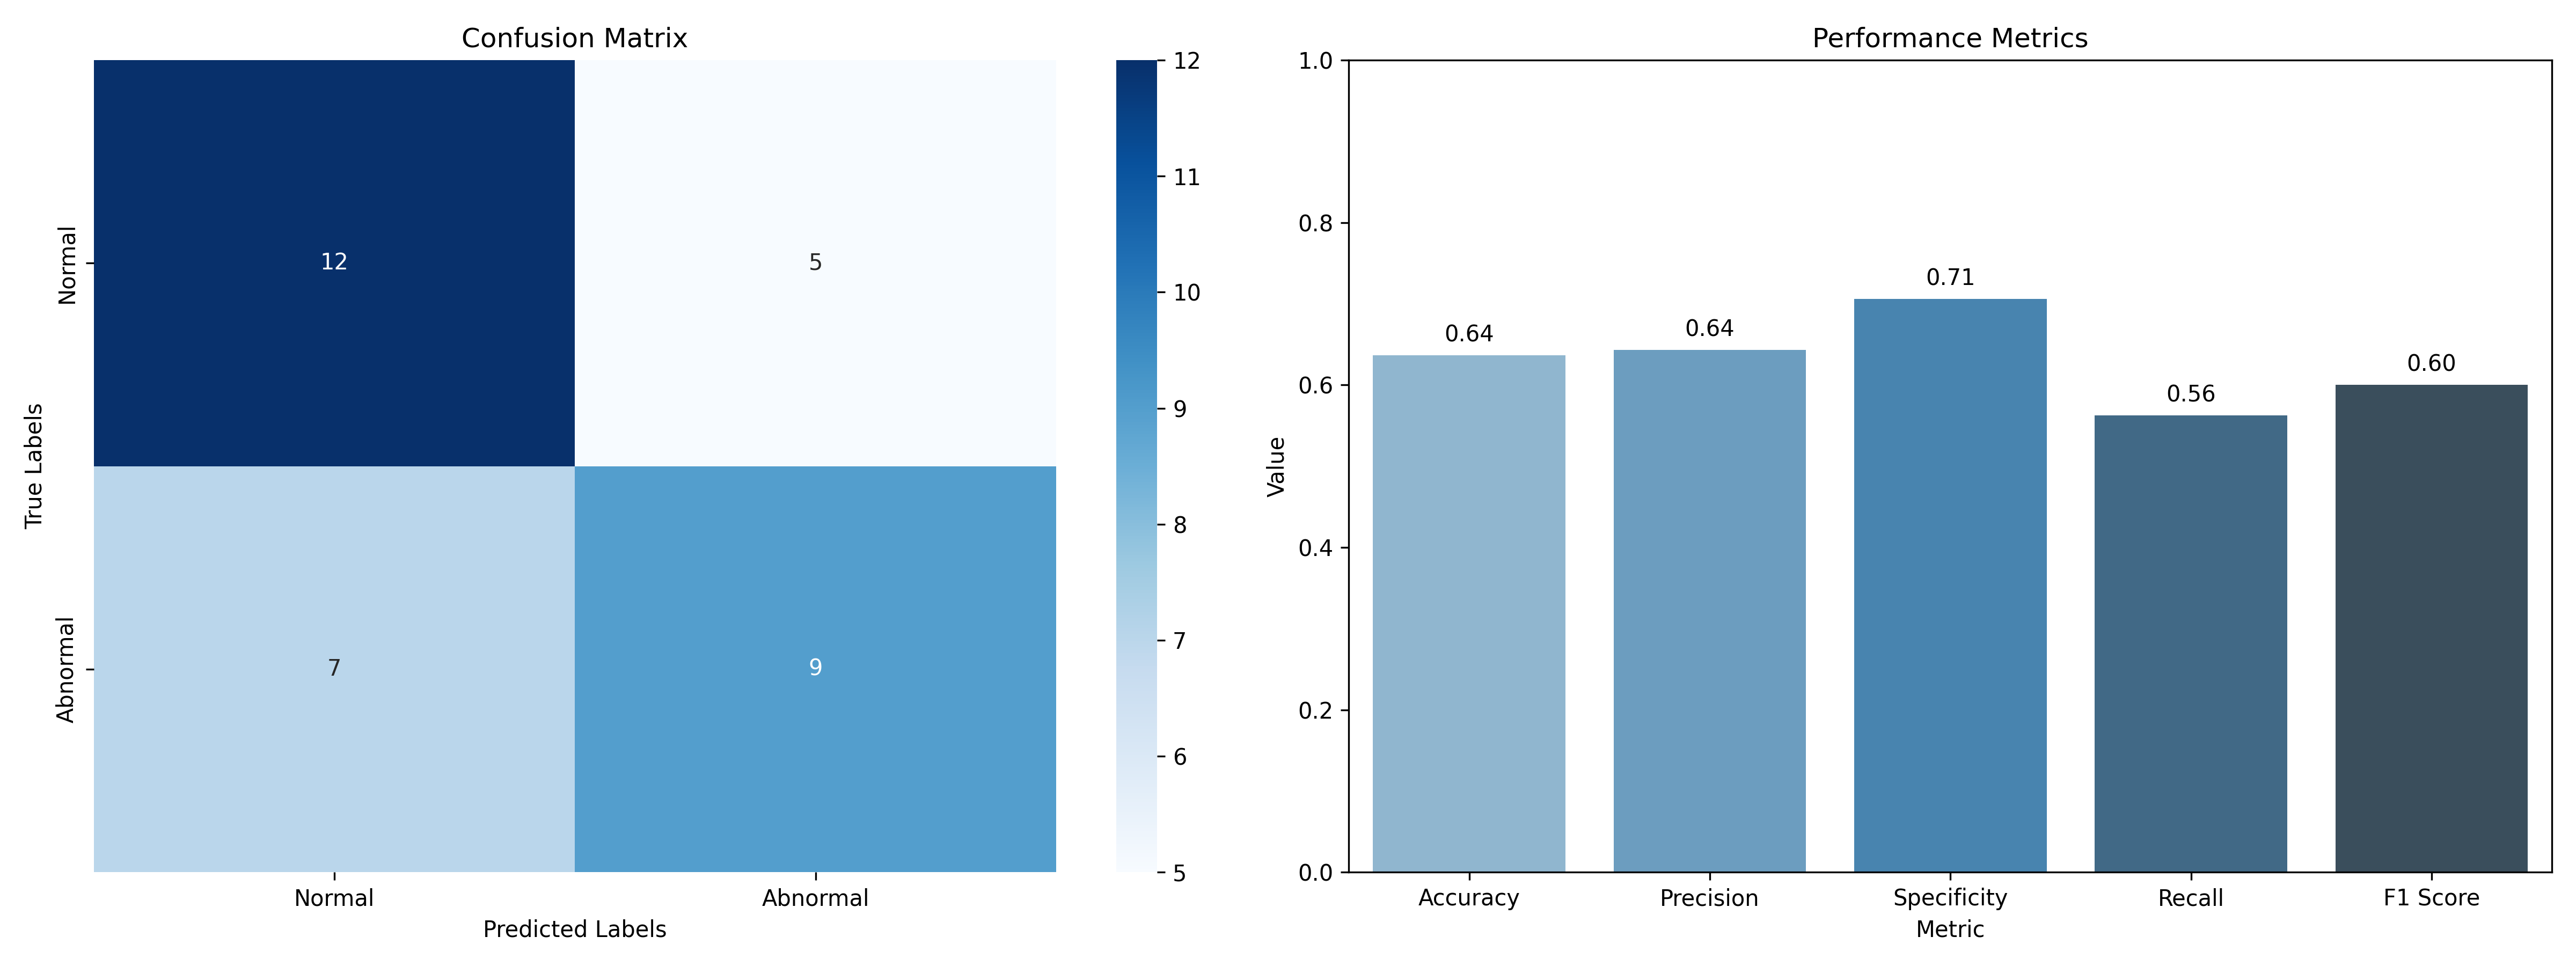 Confusion Matrix
Normal
Abnormal
True Labels
12
5
7
9
Normal
Abnormal
Predicted Labels
12
11
10
9
8
7
6
5
Performance Metrics
1.0
0.8
0.6
0.4
0.2
0.0
Value
0.64
0.64
0.71
0.56
0.60
Accuracy
Precision
Specificity
Recall
F1 Score
Metric